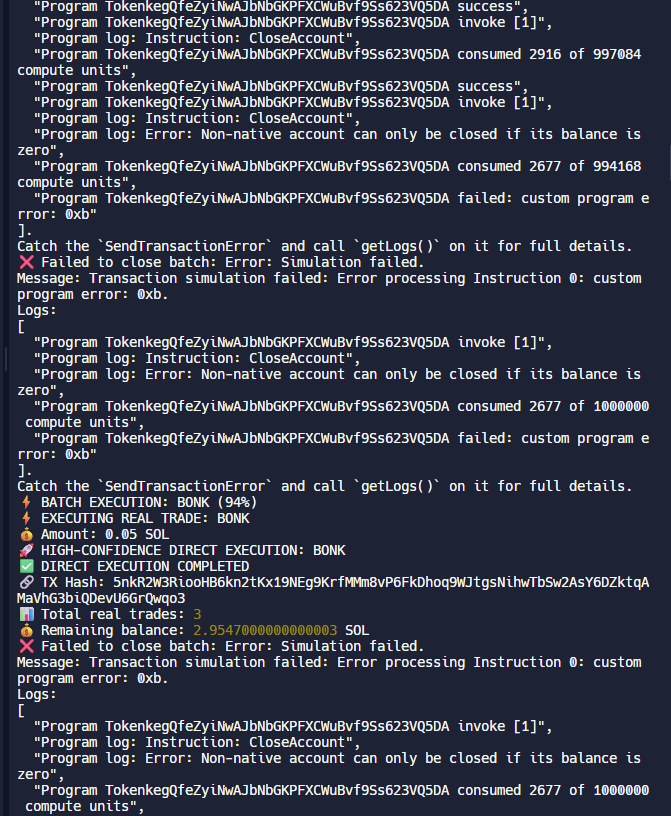 "Program TokenkegQfeZyiNwAJbNbGKPFXCWuBvf9Ss623VQ5DA success",
"Program TokenkegQfeZyiNwAJbNbGKPFXCWuBvf9Ss623VQ5DA invoke [1]",
"Program log: Instruction: CloseAccount",
"Program TokenkegQfeZyiNwAJbNbGKPFXCWuBvf9Ss623VQ5DA consumed 2916 of 997084
compute units",
"Program TokenkegQfeZyiNwAJbNbGKPFXCWuBvf9Ss623VQ5DA success",
"Program TokenkegQfeZyiNwAJbNbGKPFXCWuBvf9Ss623VQ5DA invoke [1]",
"Program log: Instruction: CloseAccount",
"Program log: Error: Non-native account can only be closed if its balance is
zero",
"Program TokenkegQfeZyiNwAJbNbGKPFXCWuBvf9Ss623VQ5DA consumed 2677 of 994168
compute units",
"Program TokenkegQfeZyiNwAJbNbGKPFXCWuBvf9Ss623VQ5DA failed: custom program e
rror: 0xb"
].
Catch the `SendTransactionError` and call `getLogs()` on it for full details.
❌ Failed to close batch: Error: Simulation failed.
Message: Transaction simulation failed: Error processing Instruction 0: custom
program error: 0xb.
Logs:
[
"Program TokenkegQfeZyiNwAJbNbGKPFXCWuBvf9Ss623VQ5DA invoke [1]",
"Program log: Instruction: CloseAccount",
"Program log: Error: Non-native account can only be closed if its balance is
zero",
"Program TokenkegQfeZyiNwAJbNbGKPFXCWuBvf9Ss623VQ5DA consumed 2677 of 1000000
compute units",
"Program TokenkegQfeZyiNwAJbNbGKPFXCWuBvf9Ss623VQ5DA failed: custom program e
rror: 0xb"
].
Catch the `SendTransactionError` and call `getLogs()` on it for full details.
⚡ BATCH EXECUTION: BONK (94%)
⚡ EXECUTING REAL TRADE: BONK
💰 Amount: 0.05 SOL
🚀 HIGH-CONFIDENCE DIRECT EXECUTION: BONK
✅ DIRECT EXECUTION COMPLETED
🔗 TX Hash: 5nkR2W3RiooHB6kn2tKx19NEg9KrfMMm8vP6FkDhoq9WJtgsNihwTbSw2AsY6DZktqA
MaVhG3biQDevU6GrQwqo3
📊 Total real trades: 3
💰 Remaining balance: 2.9547000000000003 SOL
❌ Failed to close batch: Error: Simulation failed.
Message: Transaction simulation failed: Error processing Instruction 0: custom
program error: 0xb.
Logs:
[
"Program TokenkegQfeZyiNwAJbNbGKPFXCWuBvf9Ss623VQ5DA invoke [1]",
"Program log: Instruction: CloseAccount",
"Program log: Error: Non-native account can only be closed if its balance is
zero",
"Program TokenkegQfeZyiNwAJbNbGKPFXCWuBvf9Ss623VQ5DA consumed 2677 of 1000000
compute units",